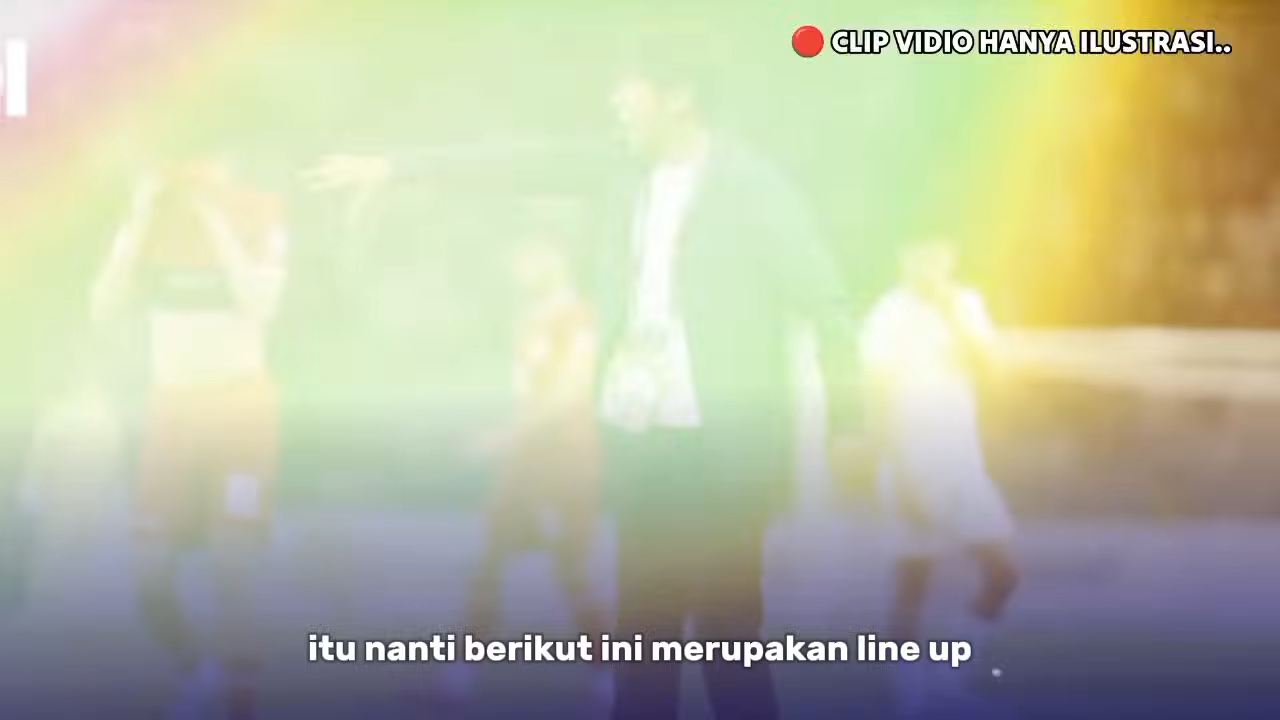 🔴 CLIP VIDIO HANYA ILUSTRASI..
itu nanti berikut ini merupakan line up